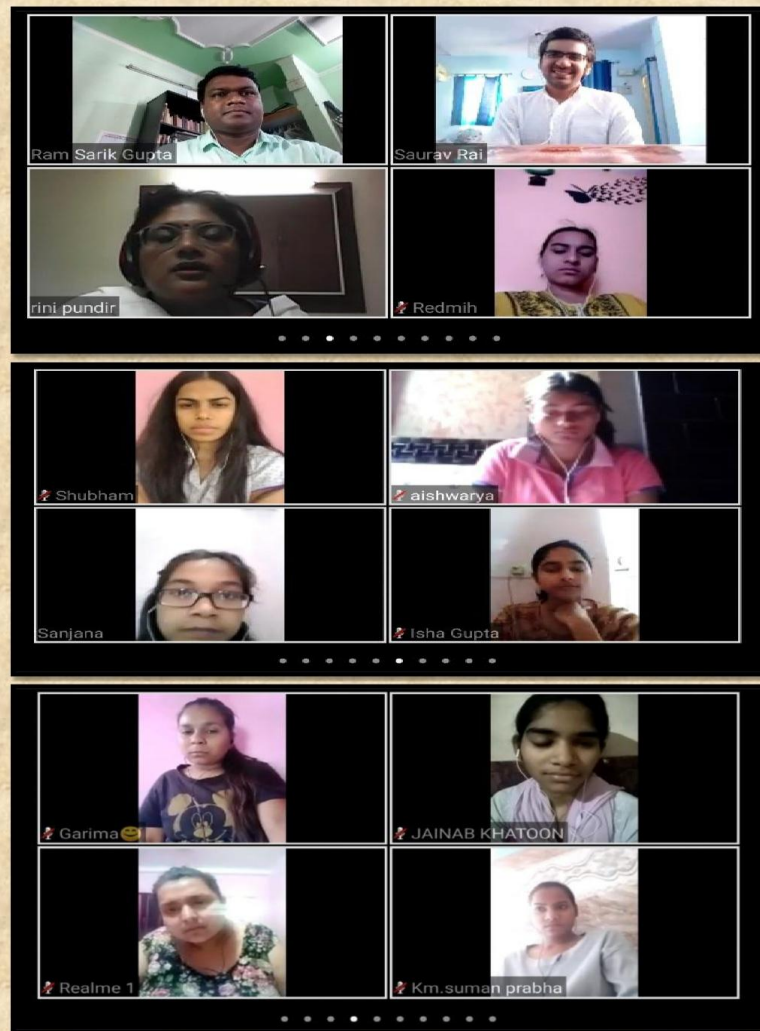 Ram Sarik Gupta
Saurav Rai
rini pundir
Redmih
Shubham
aishwarya
Sanjana
Isha Gupta
Garima😊
JAINAB KHATOON
Realme 1
Km.suman prabha